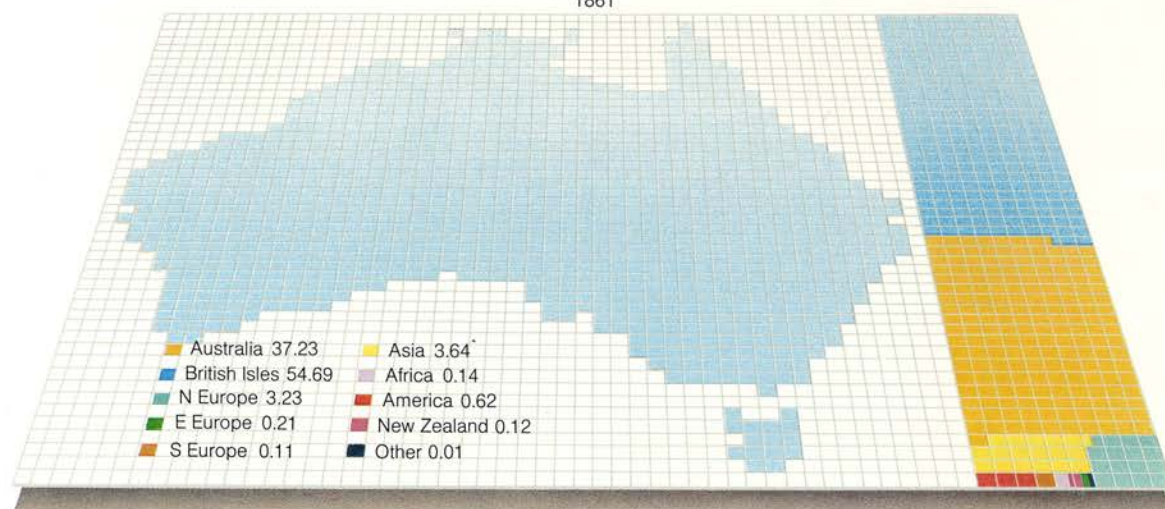 1861
Australia 37.23
British Isles 54.69
N Europe 3.23
E Europe 0.21
S Europe 0.11
Asia 3.64*
Africa 0.14
America 0.62
New Zealand 0.12
Other 0.01